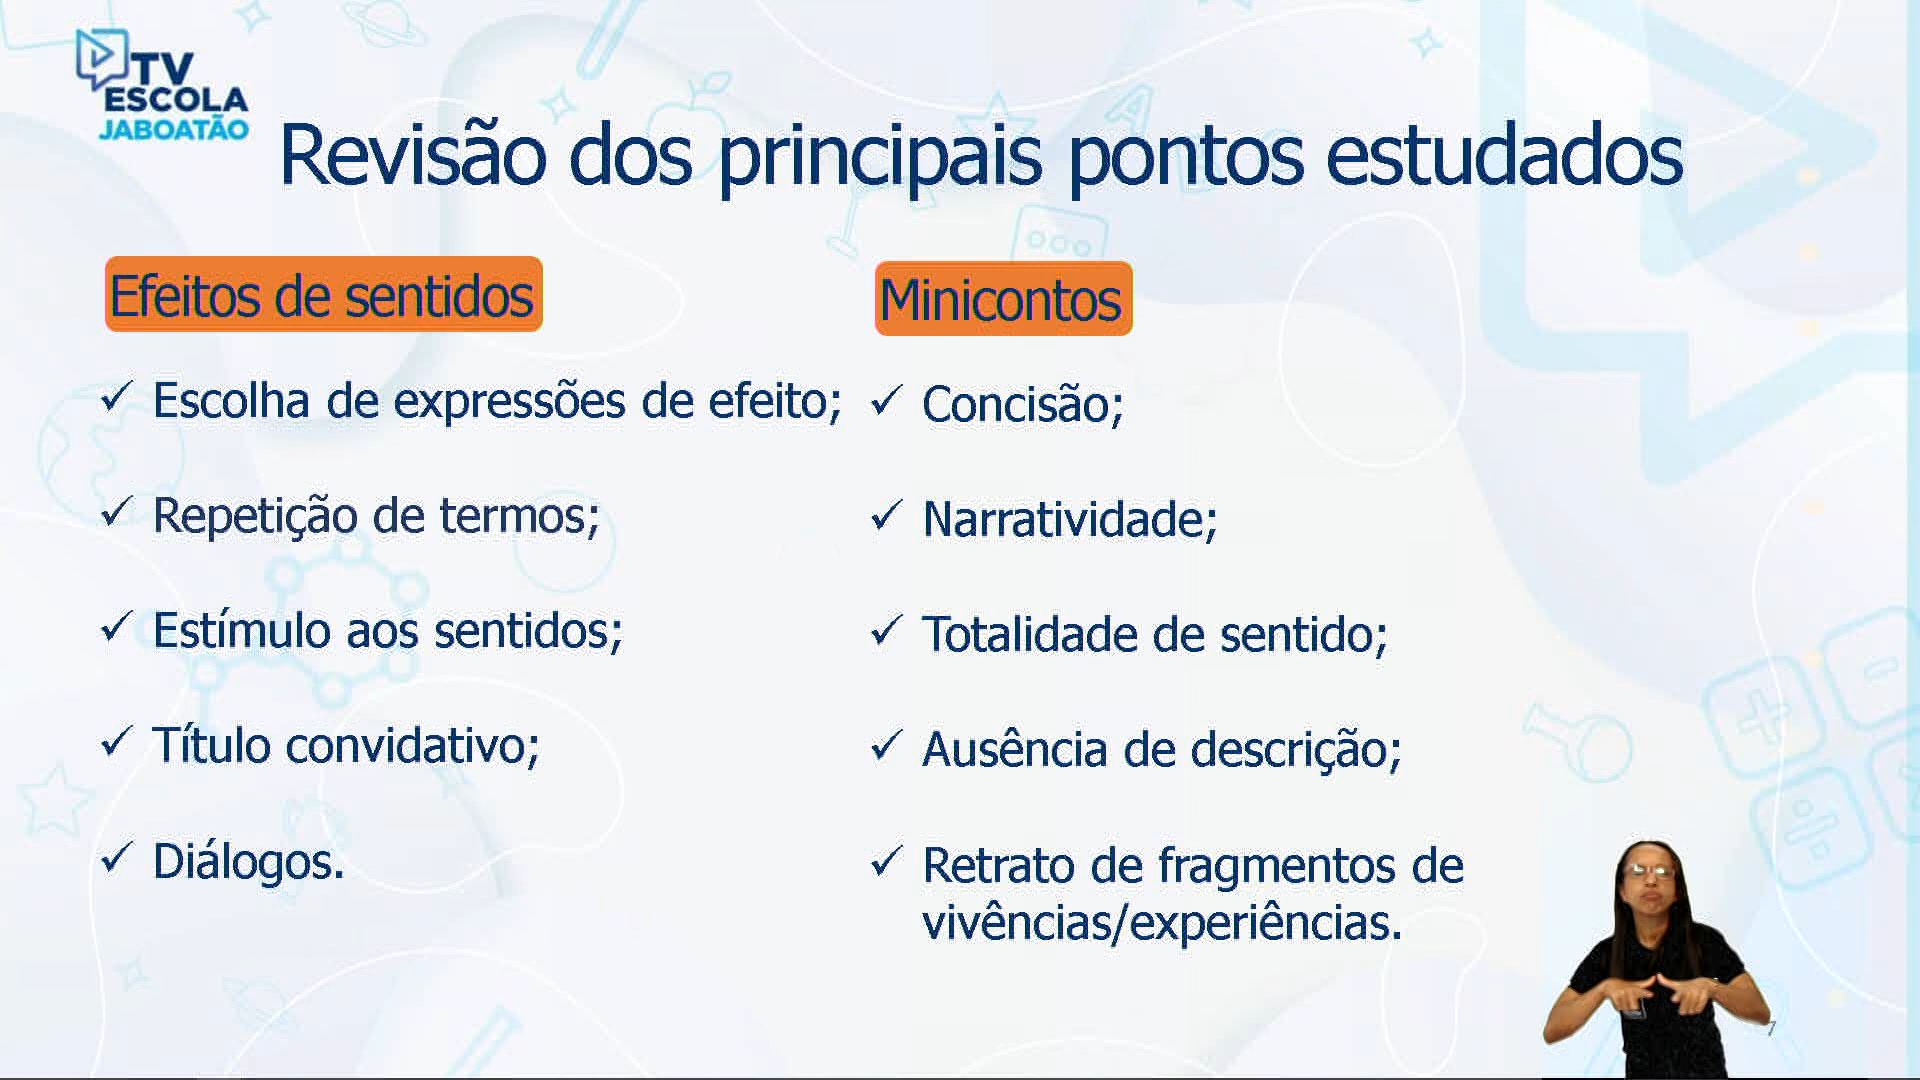 TV
ESCOLA
JABOATÃO
Revisão dos principais pontos estudados
Efeitos de sentidos
✓ Escolha de expressões de efeito;
✓ Repetição de termos;
✓ Estímulo aos sentidos;
✓ Título convidativo;
✓ Diálogos.
Minicontos
✓ Concisão;
✓ Narratividade;
✓ Totalidade de sentido;
✓ Ausência de descrição;
✓ Retrato de fragmentos de
vivências/experiências.
7